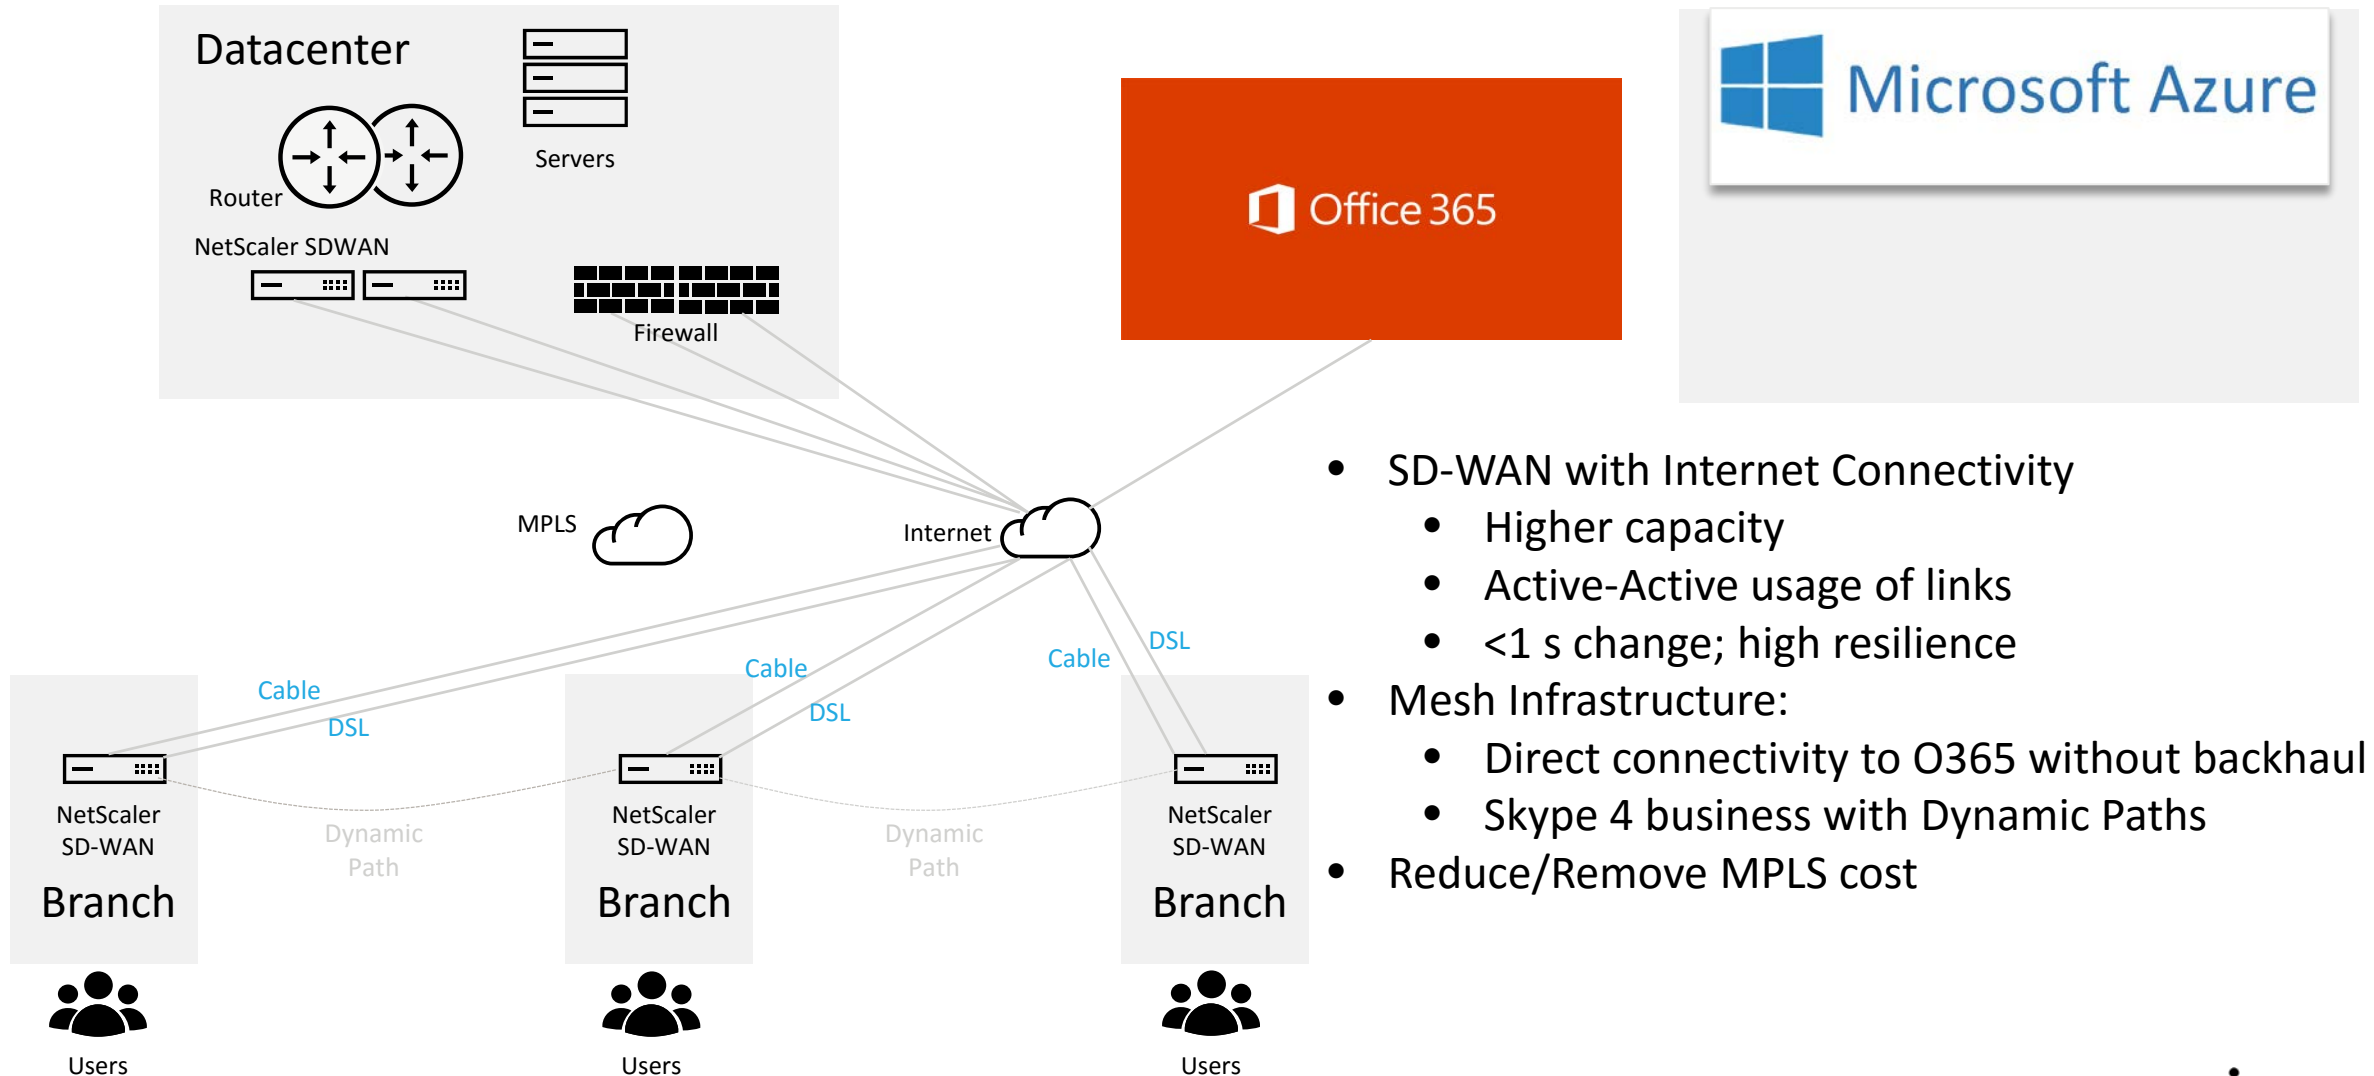 Datacenter
Servers
Router
NetScaler SDWAN
Firewall
Office 365
Microsoft Azure
MPLS
Internet
Cable
DSL
Cable
DSL
Cable
DSL
NetScaler
SD-WAN
Branch
Users
Dynamic
Path
NetScaler
SD-WAN
Branch
Users
Dynamic
Path
NetScaler
SD-WAN
Branch
Users
• SD-WAN with Internet Connectivity
• Higher capacity
• Active-Active usage of links
• <1 s change; high resilience
• Mesh Infrastructure:
• Direct connectivity to O365 without backhaul
• Skype 4 business with Dynamic Paths
• Reduce/Remove MPLS cost